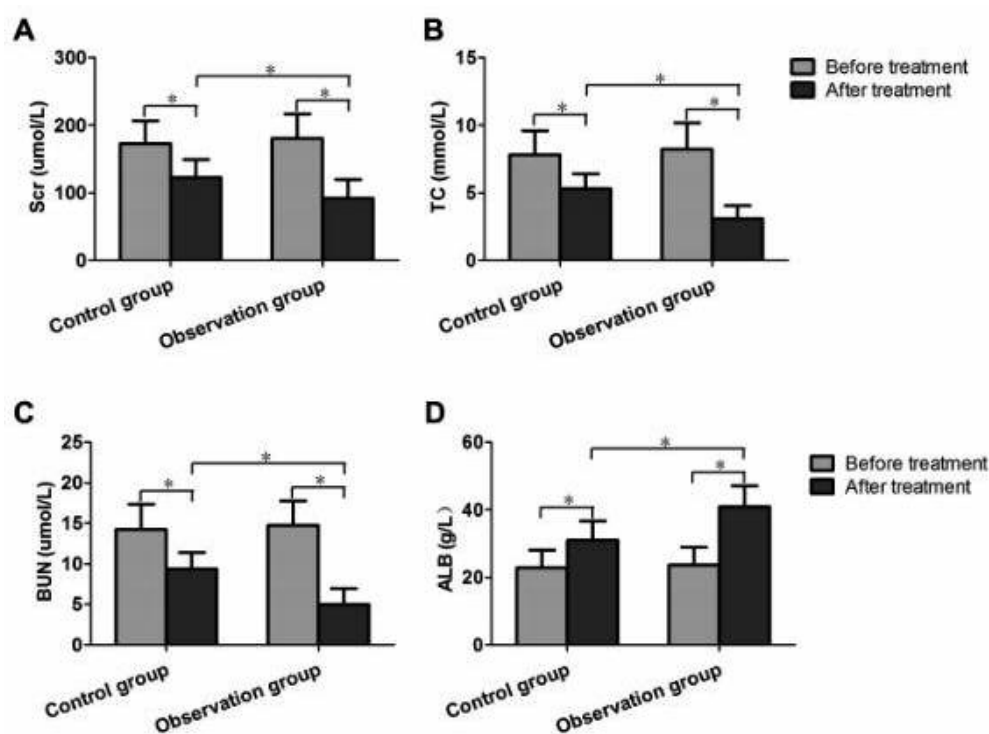 A
Scr (umol/L)
300
200
100
0
*
*
*
Control group
Observation group
B
TC (mmol/L)
15
10
5
0
*
*
*
Control group
Observation group
Before treatment
After treatment
C
BUN (umol/L)
25
20
15
10
5
0
*
*
*
Control group
Observation group
D
ALB (g/L）
60
40
20
0
*
*
*
Control group
Observation group
Before treatment
After treatment